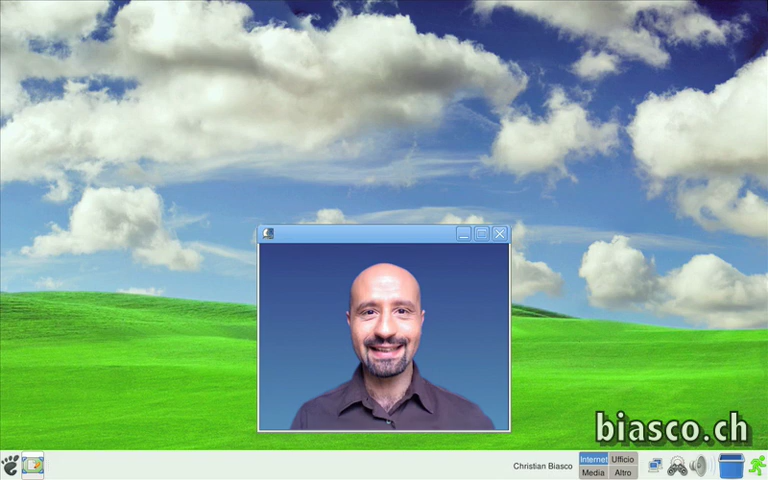 biasco.ch
Christian Biasco
Internet Ufficio
Media Altro